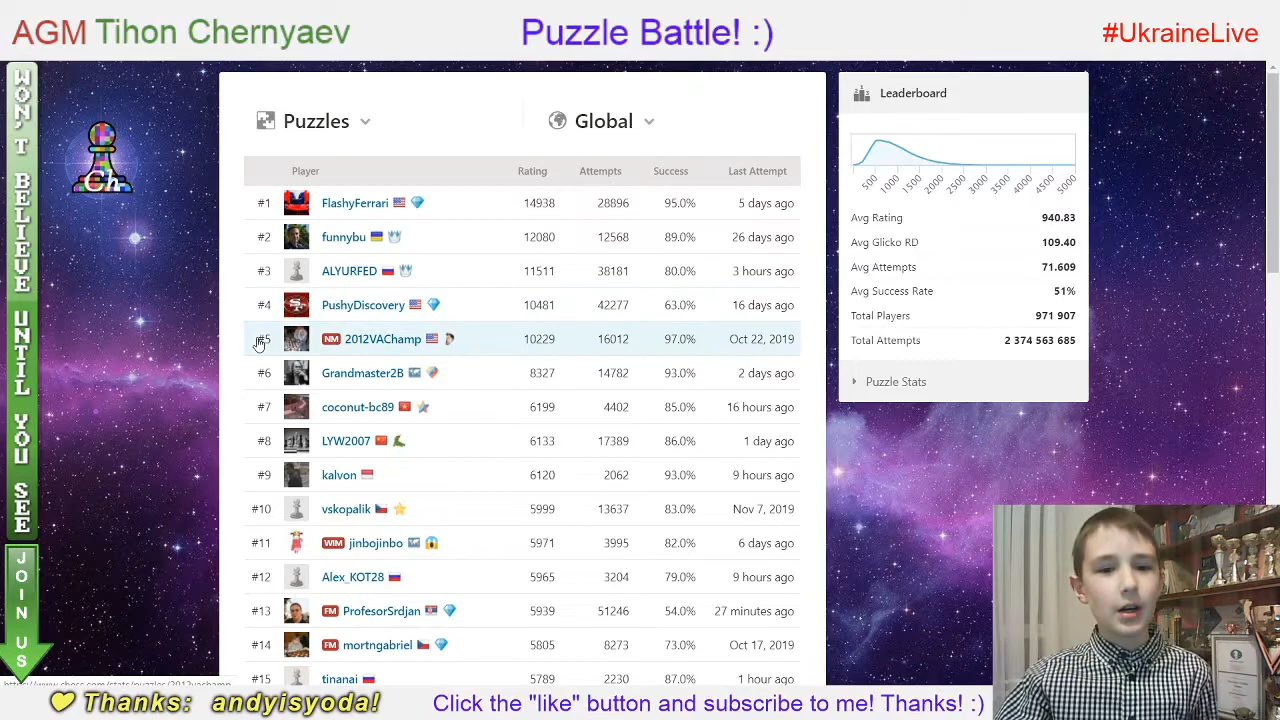 AGM Tihon Chernyaev
Puzzle Battle! :)
#UkraineLive
WON'T BELIEVE UNTIL YOU SEE
JOIN US
Ch
Puzzles
Global
Player Rating Attempts Success Last Attempt
#1 FlashyFerrari 14938 28896 95.0% days ago
#2 funnybu 12080 12568 89.0% 6 days ago
#3 ALYURFED 11511 38181 80.0% 3 hours ago
#4 PushyDiscovery 10481 42277 63.0% days ago
#5 NM 2012VAChamp 10229 16012 97.0% Oct 22, 2019
#6 Grandmaster2B 8327 14782 93.0% 2 days ago
#7 coconut-bc89 6199 4402 85.0% hours ago
#8 LYW2007 6133 17389 86.0% 1 day ago
#9 kalvon 6120 2062 93.0% hours ago
#10 vskopalik 5999 13637 83.0% Nov 7, 2019
#11 WIM jinbojinbo 5971 3995 82.0% 2 days ago
#12 Alex_KOT28 5965 3204 79.0% hours ago
#13 FM ProfesorSrdjan 5939 51246 54.0% 27 minutes ago
#14 FM mortngabriel 5805 8273 73.0% Oct 17, 2019
#15 tinanai 5789 2230 87.0% hours ago
Leaderboard
500 1000 1500 2000 2500 3000 3500 4000 4500 5000
Avg Rating 940.83
Avg Glicko RD 109.40
Avg Attempts 71.609
Avg Success Rate 51%
Total Players 971 907
Total Attempts 2 374 563 685
Puzzle Stats
Thanks: andyisyoda!
Click the "like" button and subscribe to me! Thanks! :)